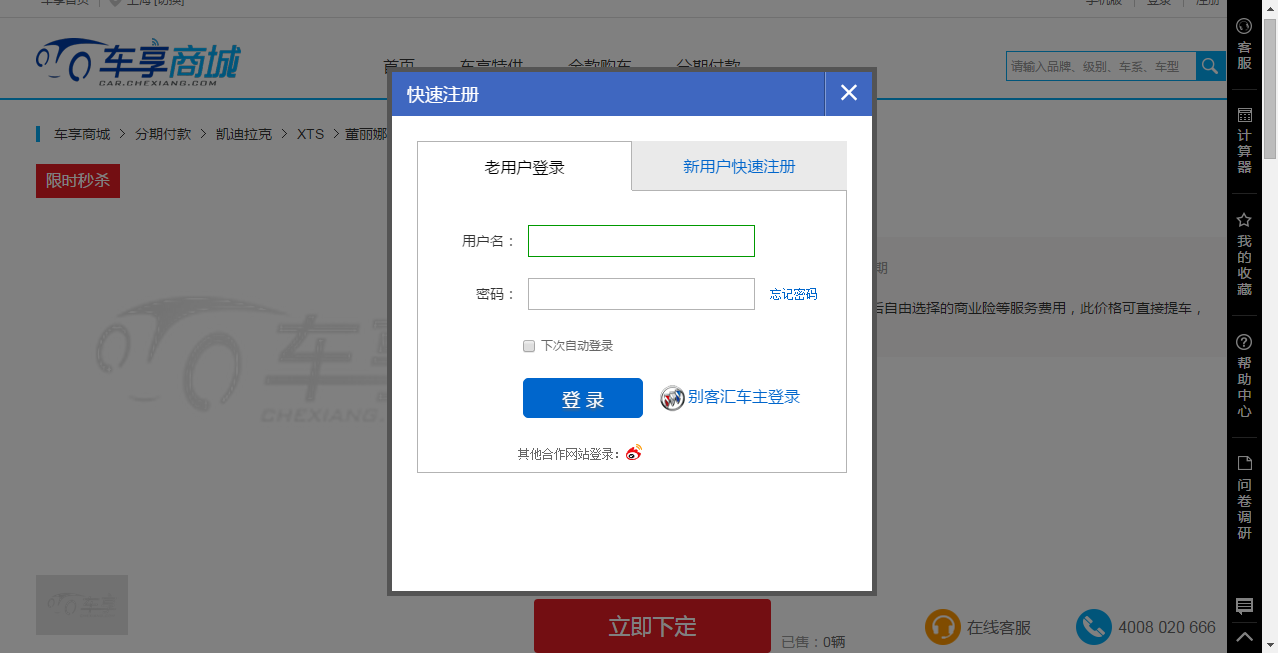 车享首页 上海 [切换] 手机版 登录 注册
车享商城
CAR.CHEXIANG.COM
首页 车享特供 全款购车 分期付款
请输入品牌、级别、车系、车型
快速注册
车享商城 > 分期付款 > 凯迪拉克 > XTS > 董丽娜
限时秒杀
老用户登录 新用户快速注册
用户名：
期
密码： 忘记密码
后自由选择的商业险等服务费用，此价格可直接提车，
下次自动登录
车
CHEXIANG.
登 录 别客汇车主登录
其他合作网站登录：
车享
立即下定
已售：0辆
在线客服
4008 020 666
客服
计算器
我的收藏
帮助中心
问卷调研